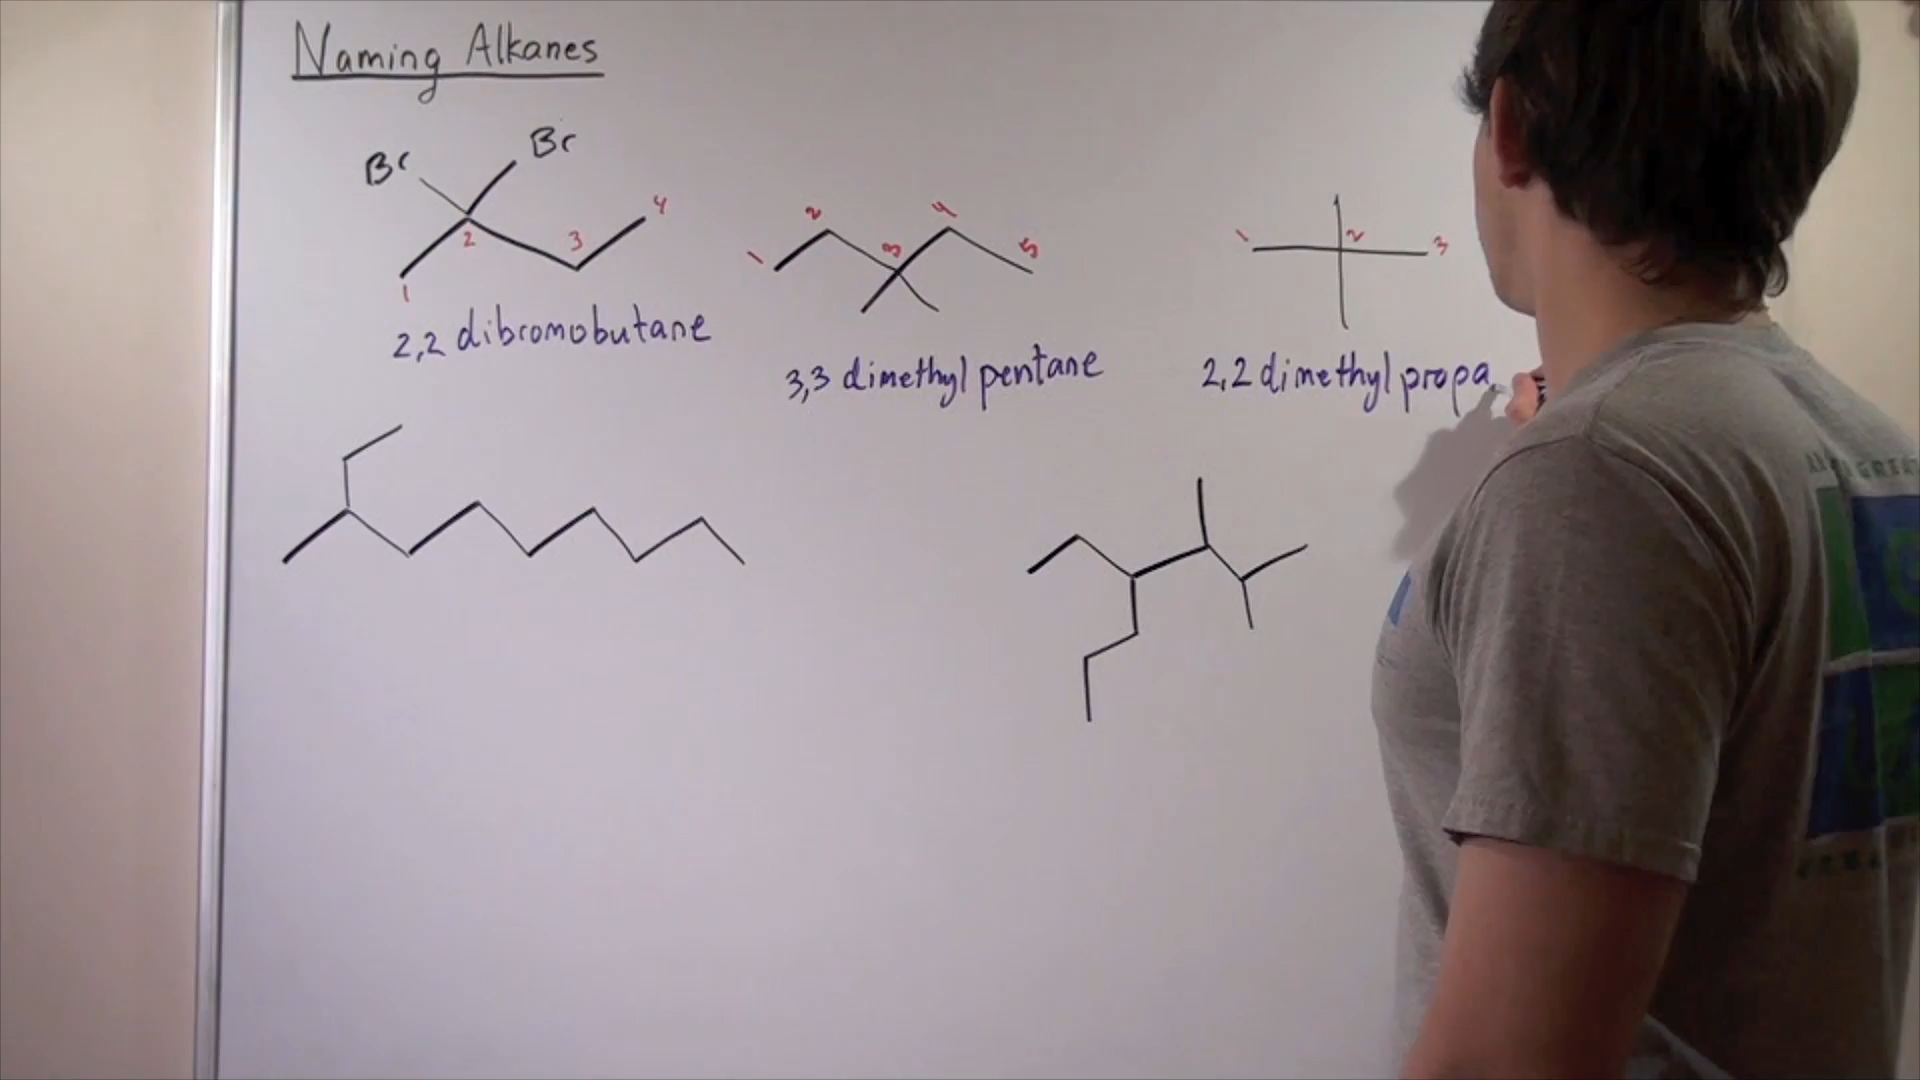 Naming Alkanes
Br
Br
1
2
3
4
2,2 dibromobutane
1
2
3
4
5
3,3 dimethyl pentane
1
2
3
2,2 dimethyl propa